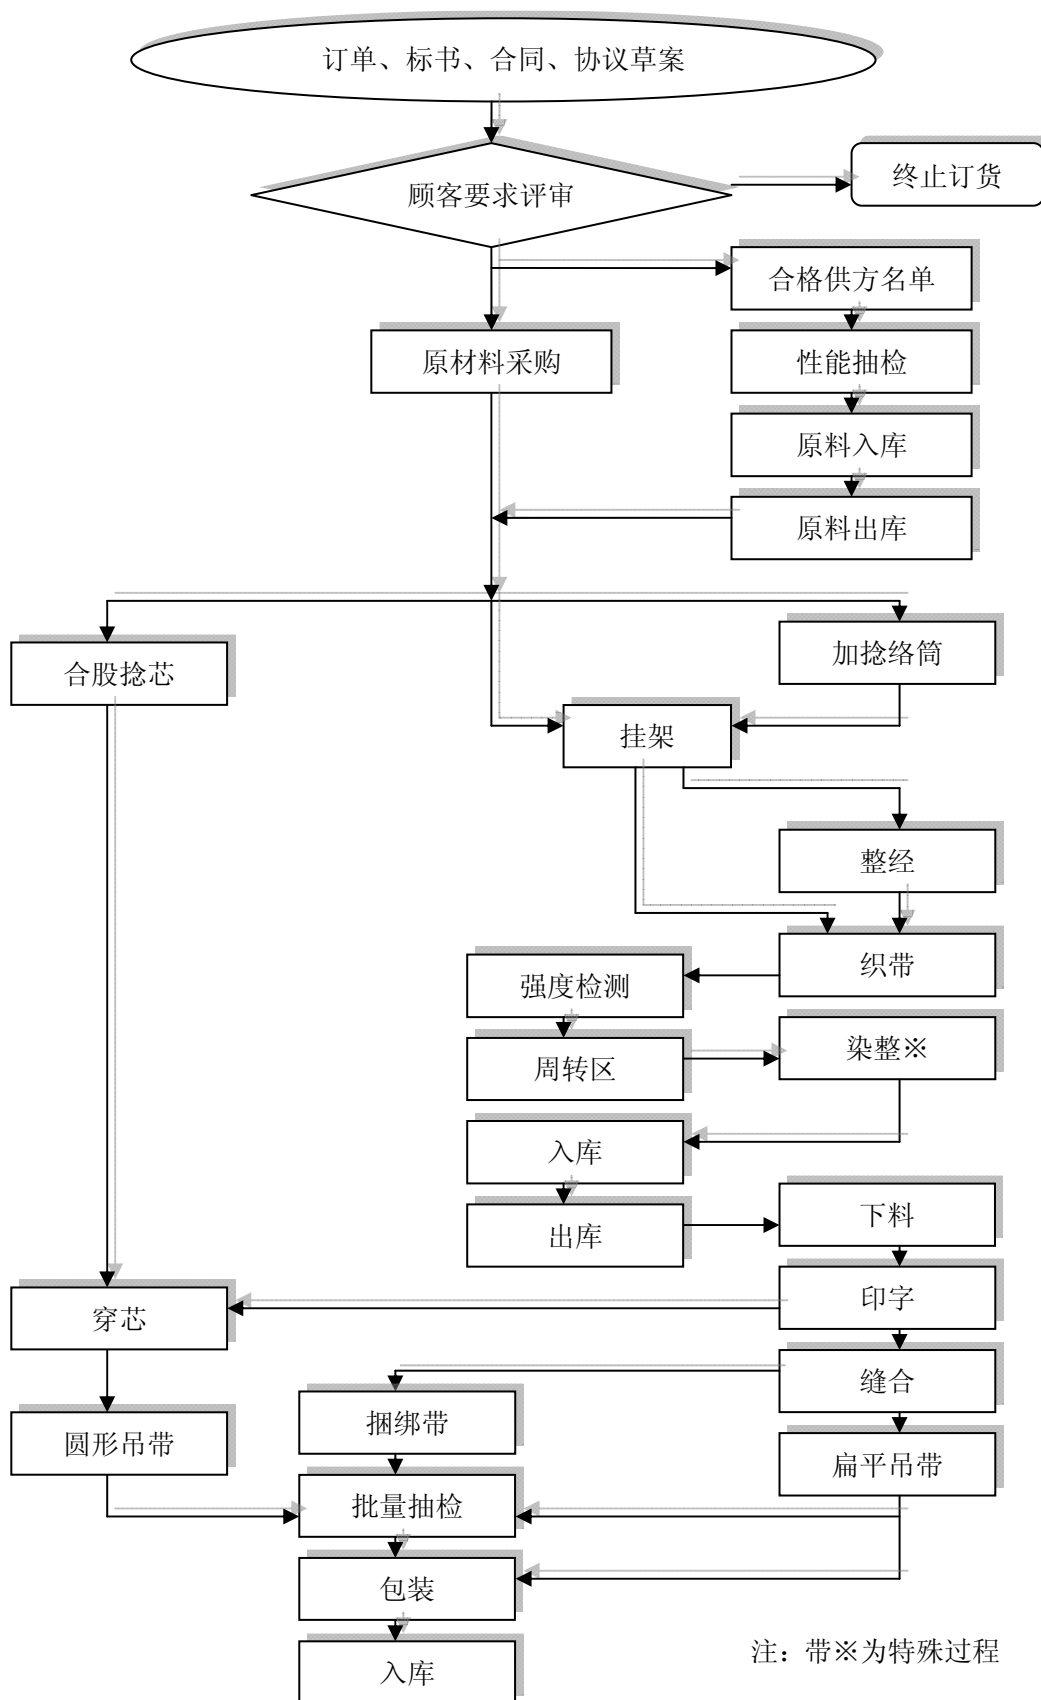 订单、标书、合同、协议草案
顾客要求评审
终止订货
合格供方名单
原材料采购
性能抽检
原料入库
原料出库
合股捻芯
加捻络筒
挂架
整经
织带
强度检测
染整※
周转区
入库
下料
出库
印字
穿芯
缝合
捆绑带
圆形吊带
扁平吊带
批量抽检
包装
入库
注：带※为特殊过程